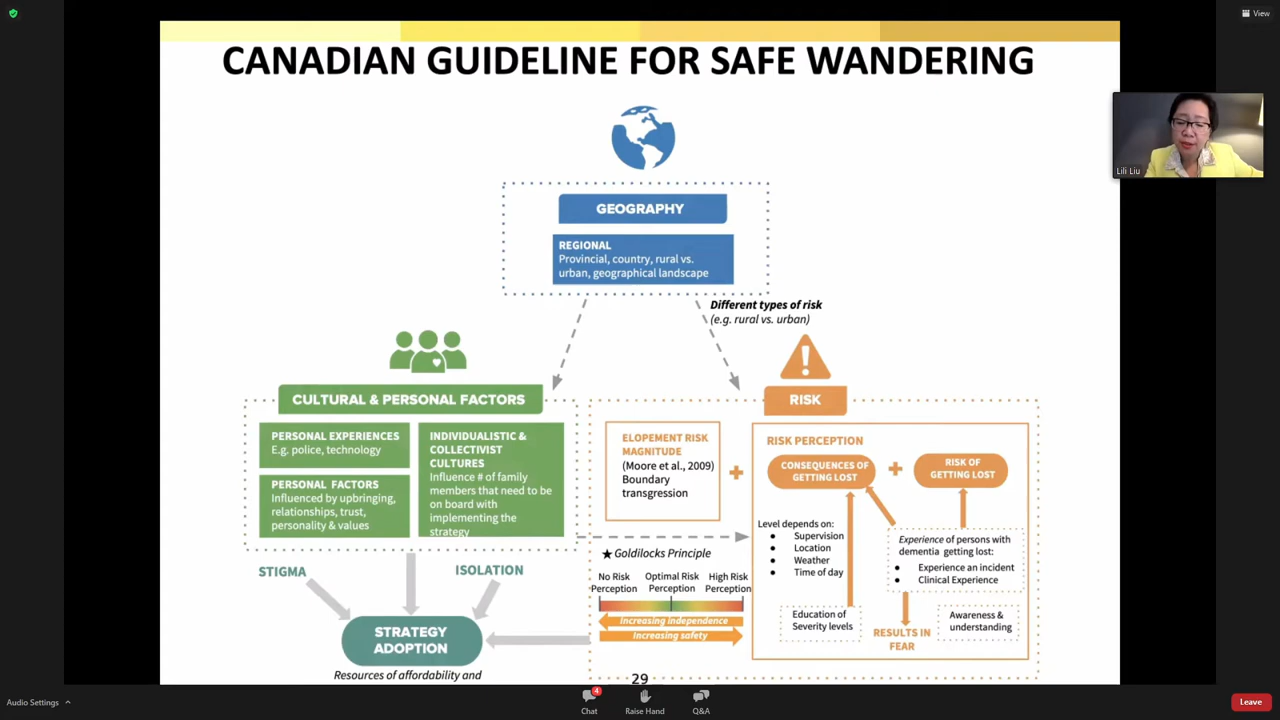 View
CANADIAN GUIDELINE FOR SAFE WANDERING
Lili Liu
GEOGRAPHY
REGIONAL
Provincial, country, rural vs.
urban, geographical landscape
Different types of risk
(e.g. rural vs. urban)
CULTURAL & PERSONAL FACTORS
PERSONAL EXPERIENCES
E.g. police, technology
PERSONAL FACTORS
Influenced by upbringing,
relationships, trust,
personality & values
INDIVIDUALISTIC &
COLLECTIVIST
CULTURES
Influence # of family
members that need to be
on board with
implementing the
strategy
RISK
ELOPEMENT RISK
MAGNITUDE
(Moore et al., 2009)
Boundary
transgression
RISK PERCEPTION
CONSEQUENCES OF
GETTING LOST
RISK OF
GETTING LOST
Level depends on:
Supervision
Location
Weather
Time of day
Experience of persons with
dementia getting lost:
Experience an incident
Clinical Experience
Education of
Severity levels
RESULTS IN
FEAR
Awareness &
understanding
★ Goldilocks Principle
No Risk
Perception
Optimal Risk
Perception
High Risk
Perception
Increasing independence
Increasing safety
STIGMA
ISOLATION
STRATEGY
ADOPTION
Resources of affordability and
29
Audio Settings
4
Chat
Raise Hand
Q&A
Leave